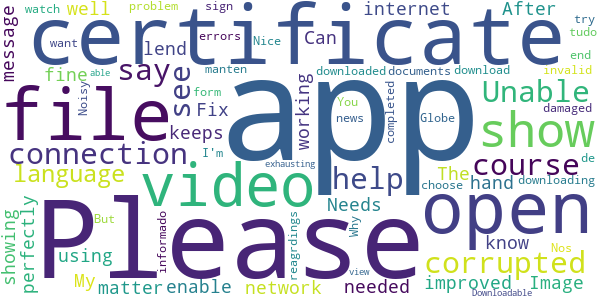 watch well problem sign After internet try
want errors Nice Can tudo
certificate
message say see lend downloaded documents download end
fine Noisy Fix manten able form invalid
file app Unable
working You news completed Globe damaged
keeps I'm show
connection
language video help The course de
hand choose downloading
exhausting
Please open
showing perfectly using My But informado Needs Why know Nos
reagrdings
corrupted
matter enable network needed view improved Image
Downloadable